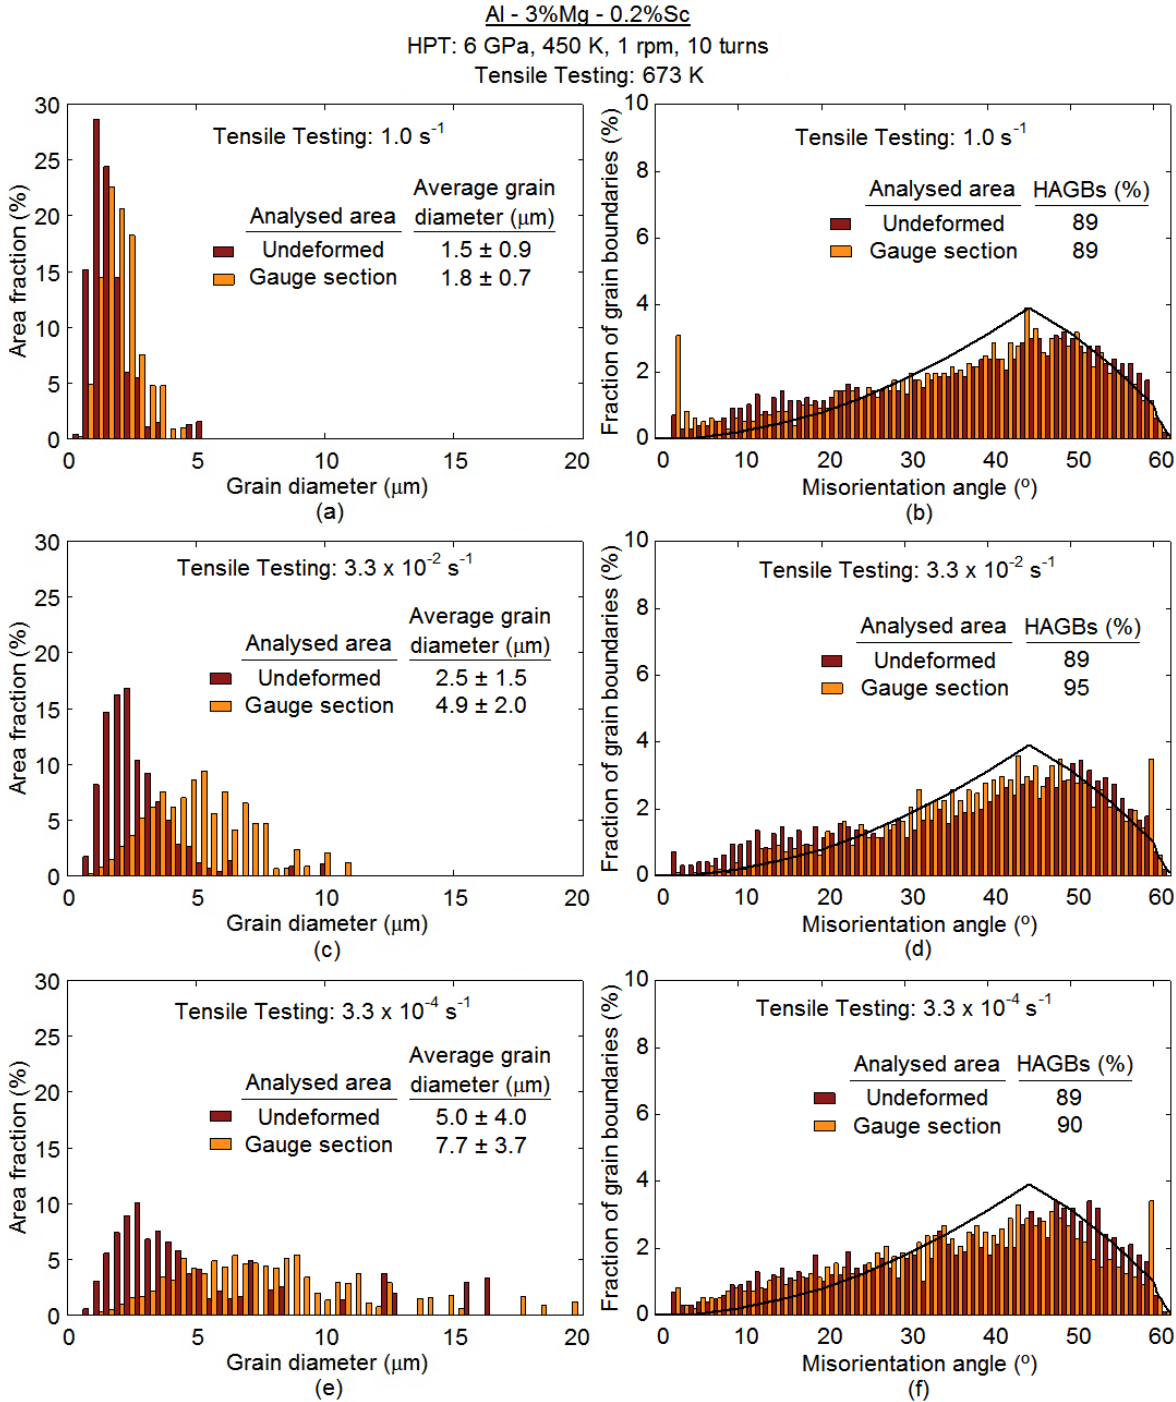 Al - 3%Mg - 0.2%Sc
HPT: 6 GPa, 450 K, 1 rpm, 10 turns
Tensile Testing: 673 K
30
25
20
15
10
5
0
Area fraction (%)
Tensile Testing: 1.0 s⁻¹
Average grain
Analysed area diameter (μm)
Undeformed 1.5 ± 0.9
Gauge section 1.8 ± 0.7
0 5 10 15 20
Grain diameter (μm)
(a)
10
8
6
4
2
0
Fraction of grain boundaries (%)
Tensile Testing: 1.0 s⁻¹
Analysed area HAGBs (%)
Undeformed 89
Gauge section 89
0 10 20 30 40 50 60
Misorientation angle (º)
(b)
30
25
20
15
10
5
0
Area fraction (%)
Tensile Testing: 3.3 x 10⁻² s⁻¹
Average grain
Analysed area diameter (μm)
Undeformed 2.5 ± 1.5
Gauge section 4.9 ± 2.0
0 5 10 15 20
Grain diameter (μm)
(c)
10
8
6
4
2
0
Fraction of grain boundaries (%)
Tensile Testing: 3.3 x 10⁻² s⁻¹
Analysed area HAGBs (%)
Undeformed 89
Gauge section 95
0 10 20 30 40 50 60
Misorientation angle (º)
(d)
30
25
20
15
10
5
0
Area fraction (%)
Tensile Testing: 3.3 x 10⁻⁴ s⁻¹
Average grain
Analysed area diameter (μm)
Undeformed 5.0 ± 4.0
Gauge section 7.7 ± 3.7
0 5 10 15 20
Grain diameter (μm)
(e)
10
8
6
4
2
0
Fraction of grain boundaries (%)
Tensile Testing: 3.3 x 10⁻⁴ s⁻¹
Analysed area HAGBs (%)
Undeformed 89
Gauge section 90
0 10 20 30 40 50 60
Misorientation angle (º)
(f)